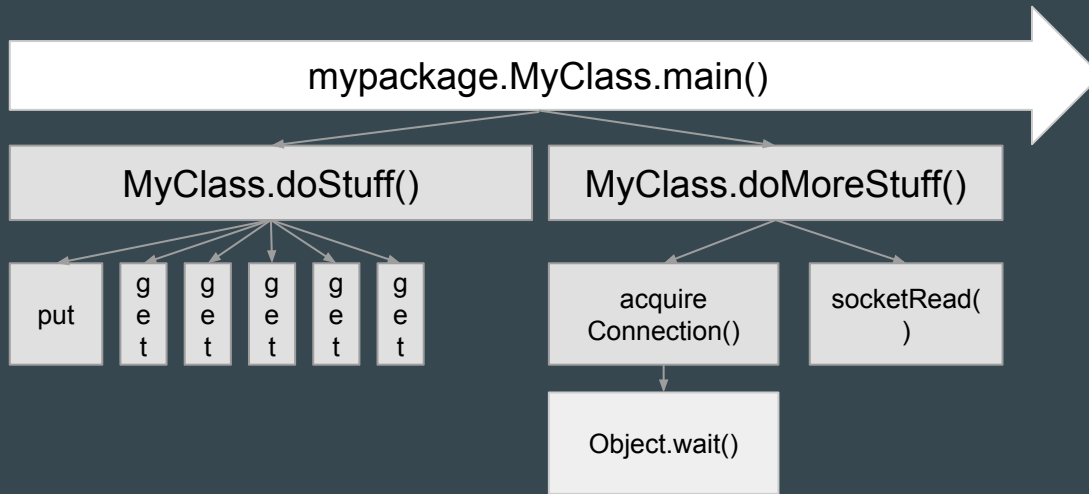 mypackage.MyClass.main()
MyClass.doStuff()
MyClass.doMoreStuff()
put
g
e
t
g
e
t
g
e
t
g
e
t
g
e
t
acquire
Connection()
socketRead(
)
Object.wait()